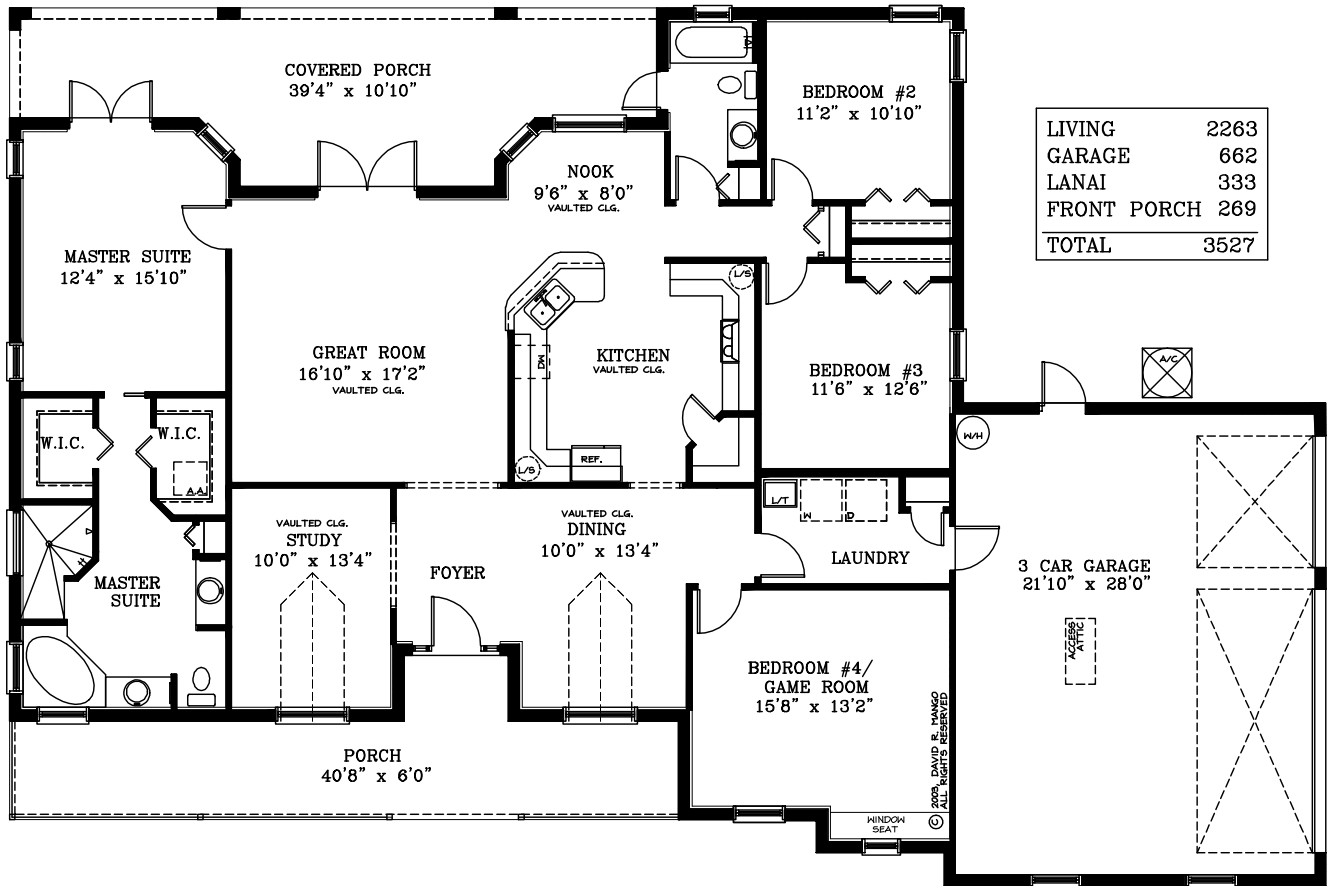 COVERED PORCH
39'4" x 10'10"
BEDROOM #2
11'2" x 10'10"
LIVING 2263
GARAGE 662
LANAI 333
FRONT PORCH 269
TOTAL 3527
NOOK
9'6" x 8'0"
VAULTED CLG.
MASTER SUITE
12'4" x 15'10"
L/S
GREAT ROOM
16'10" x 17'2"
VAULTED CLG.
DW
KITCHEN
VAULTED CLG.
BEDROOM #3
11'6" x 12'6"
A/C
W.I.C.
W.I.C.
A.A.
L/S
REF.
W/H
L/T
W
D
LAUNDRY
VAULTED CLG.
STUDY
10'0" x 13'4"
FOYER
VAULTED CLG.
DINING
10'0" x 13'4"
MASTER
SUITE
3 CAR GARAGE
21'10" x 28'0"
ATTIC
ACCESS
BEDROOM #4/
GAME ROOM
15'8" x 13'2"
PORCH
40'8" x 6'0"
WINDOW
SEAT
© 2003, DAVID R. MANGO
ALL RIGHTS RESERVED